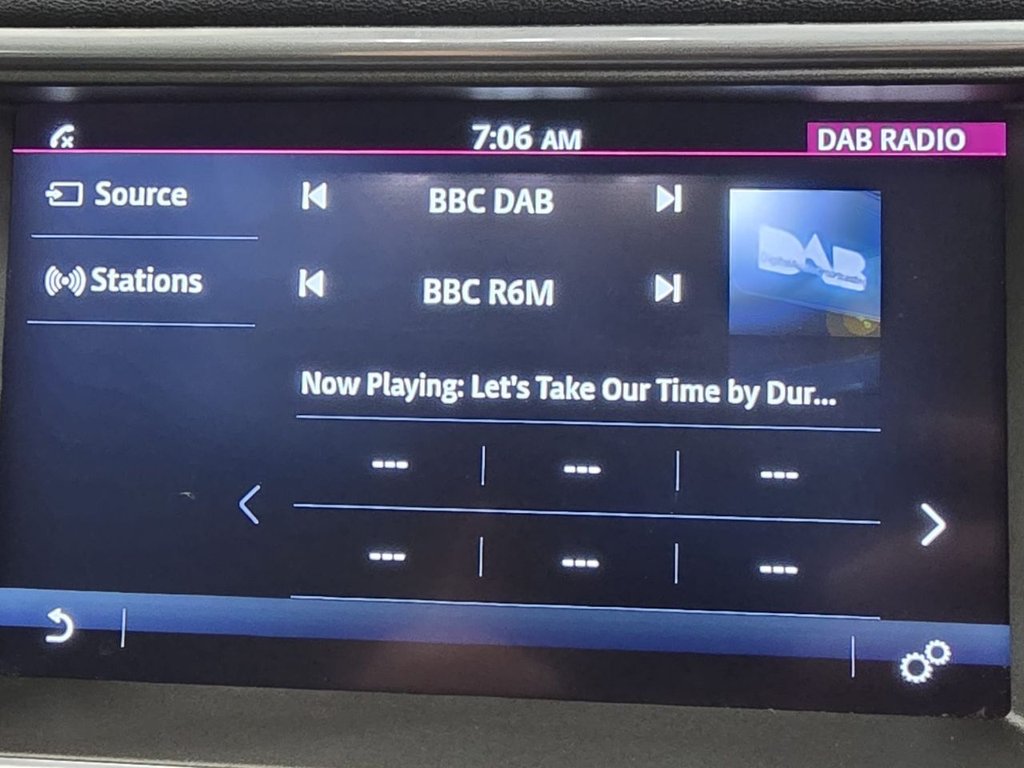 7:06 AM
DAB RADIO
Source
BBC DAB
DAB
Stations
BBC R6M
Now Playing: Let's Take Our Time by Dur...
--- | --- | ---
--- | --- | ---